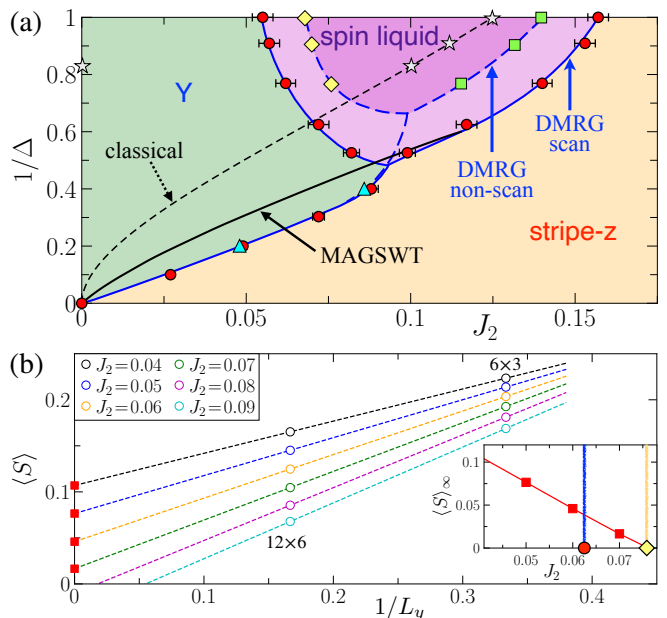 (a)
1
0.8
0.6
0.4
0.2
0
1/Δ
Y
spin liquid
classical
MAGSWT
DMRG
non-scan
DMRG
scan
stripe-z
0
0.05
0.1
0.15
J₂
(b)
J₂=0.04
J₂=0.05
J₂=0.06
J₂=0.07
J₂=0.08
J₂=0.09
6×3
12×6
0.2
0.1
0
⟨S⟩
0
0.1
0.2
0.3
0.4
1/Lᵧ
0.1
0.05
0
⟨S⟩∞
0.05
0.06
0.07
J₂